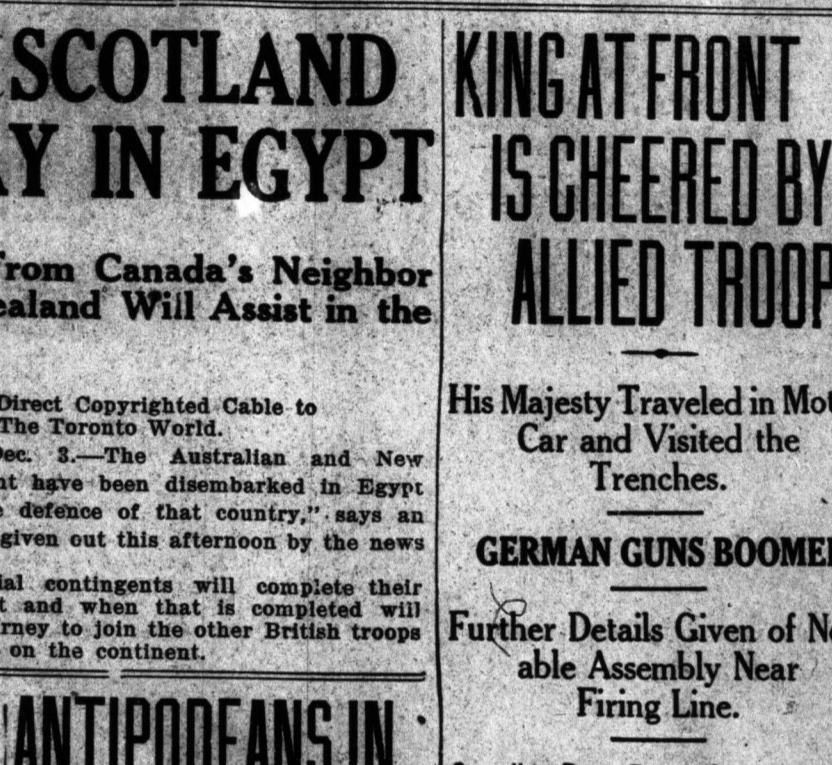 SCOTLAND
Y IN EGYPT
rom Canada's Neighbor
ealand Will Assist in the
Direct Copyrighted Cable to
The Toronto World.
Dec. 3.—The Australian and New
nt have been disembarked in Egypt
e defence of that country," says an
given out this afternoon by the news
ial contingents will complete their
t and when that is completed will
rney to join the other British troops
on the continent.
ANTIPODEANS IN
KING AT FRONT
IS CHEERED BY
ALLIED TROOP
His Majesty Traveled in Mot
Car and Visited the
Trenches.
GERMAN GUNS BOOME
Further Details Given of No
able Assembly Near
Firing Line.